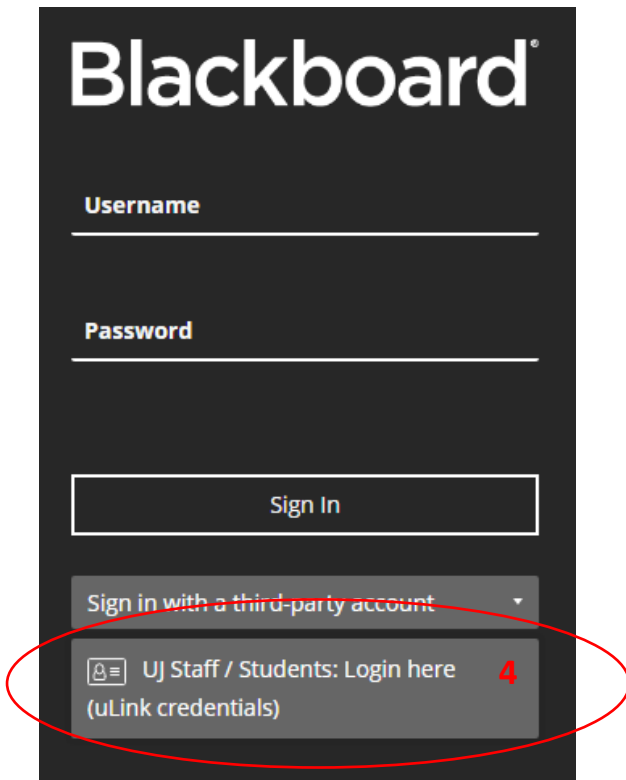 Blackboard®
Username
Password
Sign In
Sign in with a third-party account
UJ Staff / Students: Login here 4
(uLink credentials)